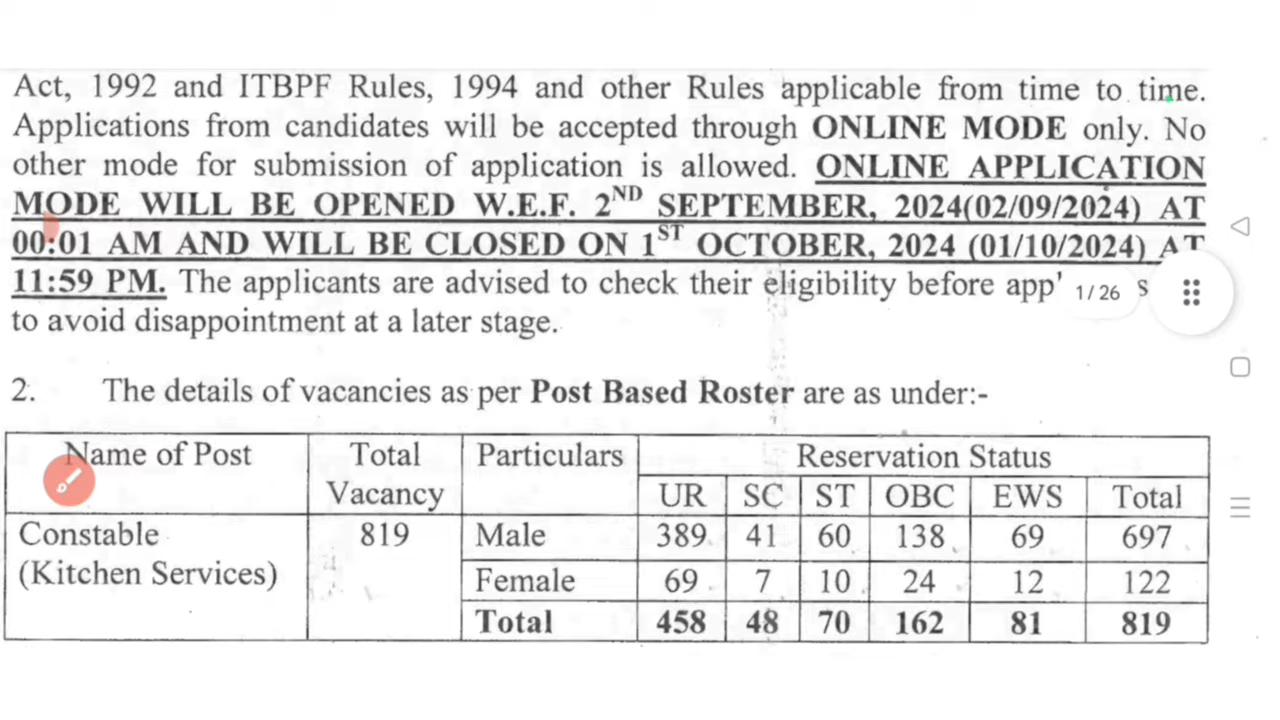 Act, 1992 and ITBPF Rules, 1994 and other Rules applicable from time to time.
Applications from candidates will be accepted through ONLINE MODE only. No
other mode for submission of application is allowed. ONLINE APPLICATION
MODE WILL BE OPENED W.E.F. 2ND SEPTEMBER, 2024(02/09/2024) AT
00:01 AM AND WILL BE CLOSED ON 1ST OCTOBER, 2024 (01/10/2024) AT
11:59 PM. The applicants are advised to check their eligibility before
1/26
to avoid disappointment at a later stage.
2. The details of vacancies as per Post Based Roster are as under:-
Name of Post Total Vacancy Particulars Reservation Status
UR SC ST OBC EWS Total
Constable (Kitchen Services) 819 Male 389 41 60 138 69 697
Female 69 7 10 24 12 122
Total 458 48 70 162 81 819